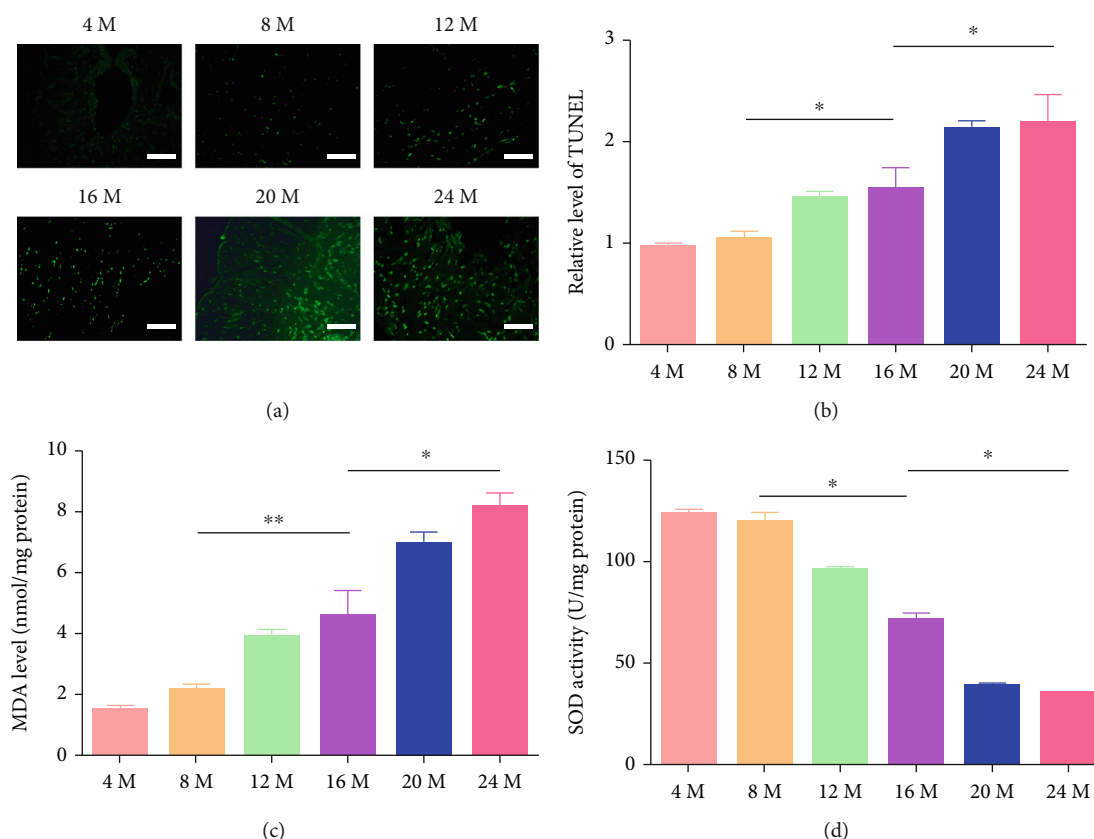 4 M
8 M
12 M
16 M
20 M
24 M
(a)
Relative level of TUNEL
3
2
1
0
*
*
4 M
8 M
12 M
16 M
20 M
24 M
(b)
MDA level (nmol/mg protein)
10
8
6
4
2
0
**
*
4 M
8 M
12 M
16 M
20 M
24 M
(c)
SOD activity (U/mg protein)
150
100
50
0
*
*
4 M
8 M
12 M
16 M
20 M
24 M
(d)